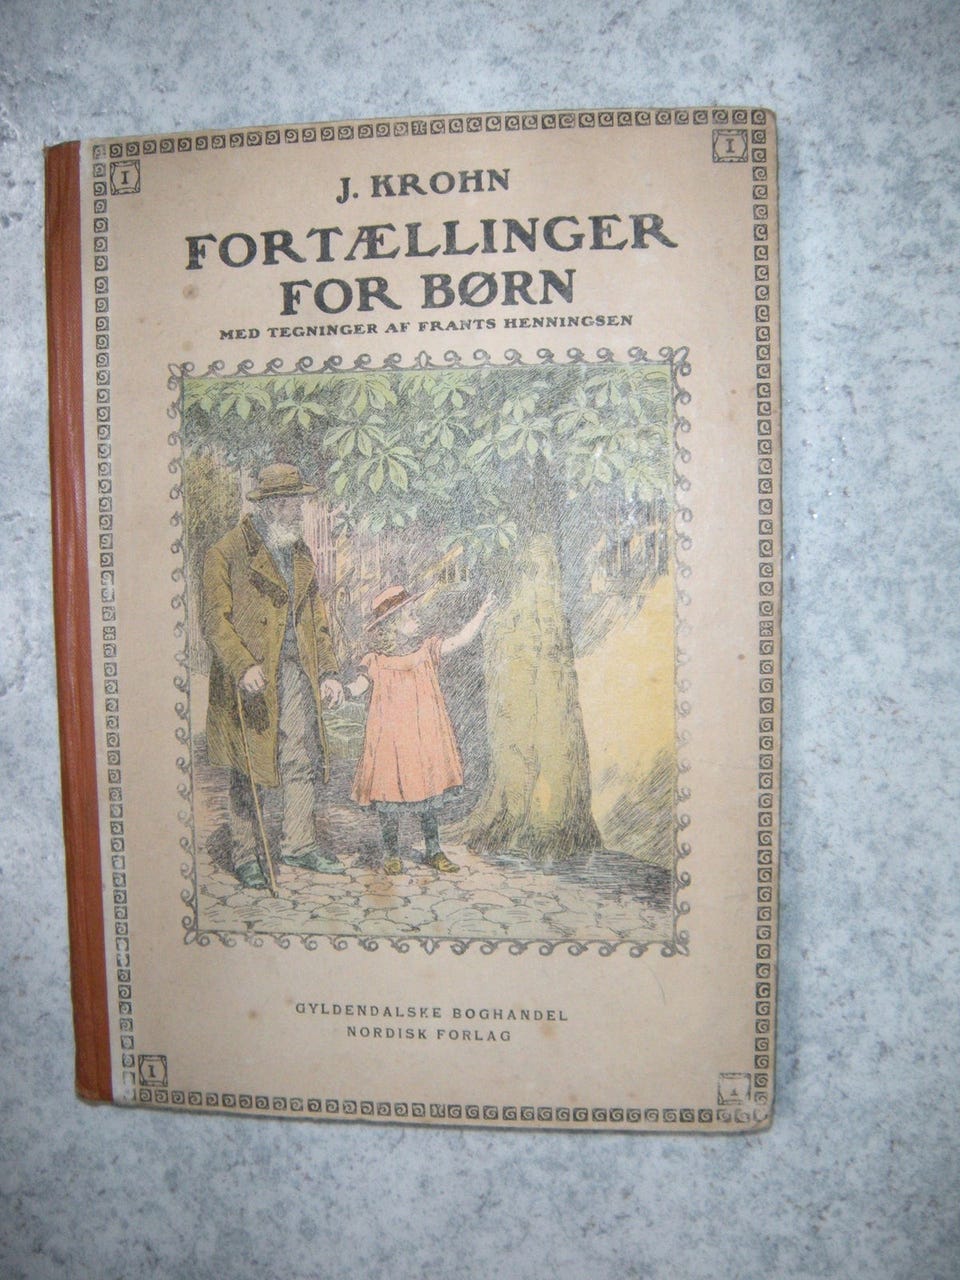 I
I
J. KROHN
FORTÆLLINGER
FOR BØRN
MED TEGNINGER AF FRANTS HENNINGSEN
GYLDENDALSKE BOGHANDEL
NORDISK FORLAG
I
I